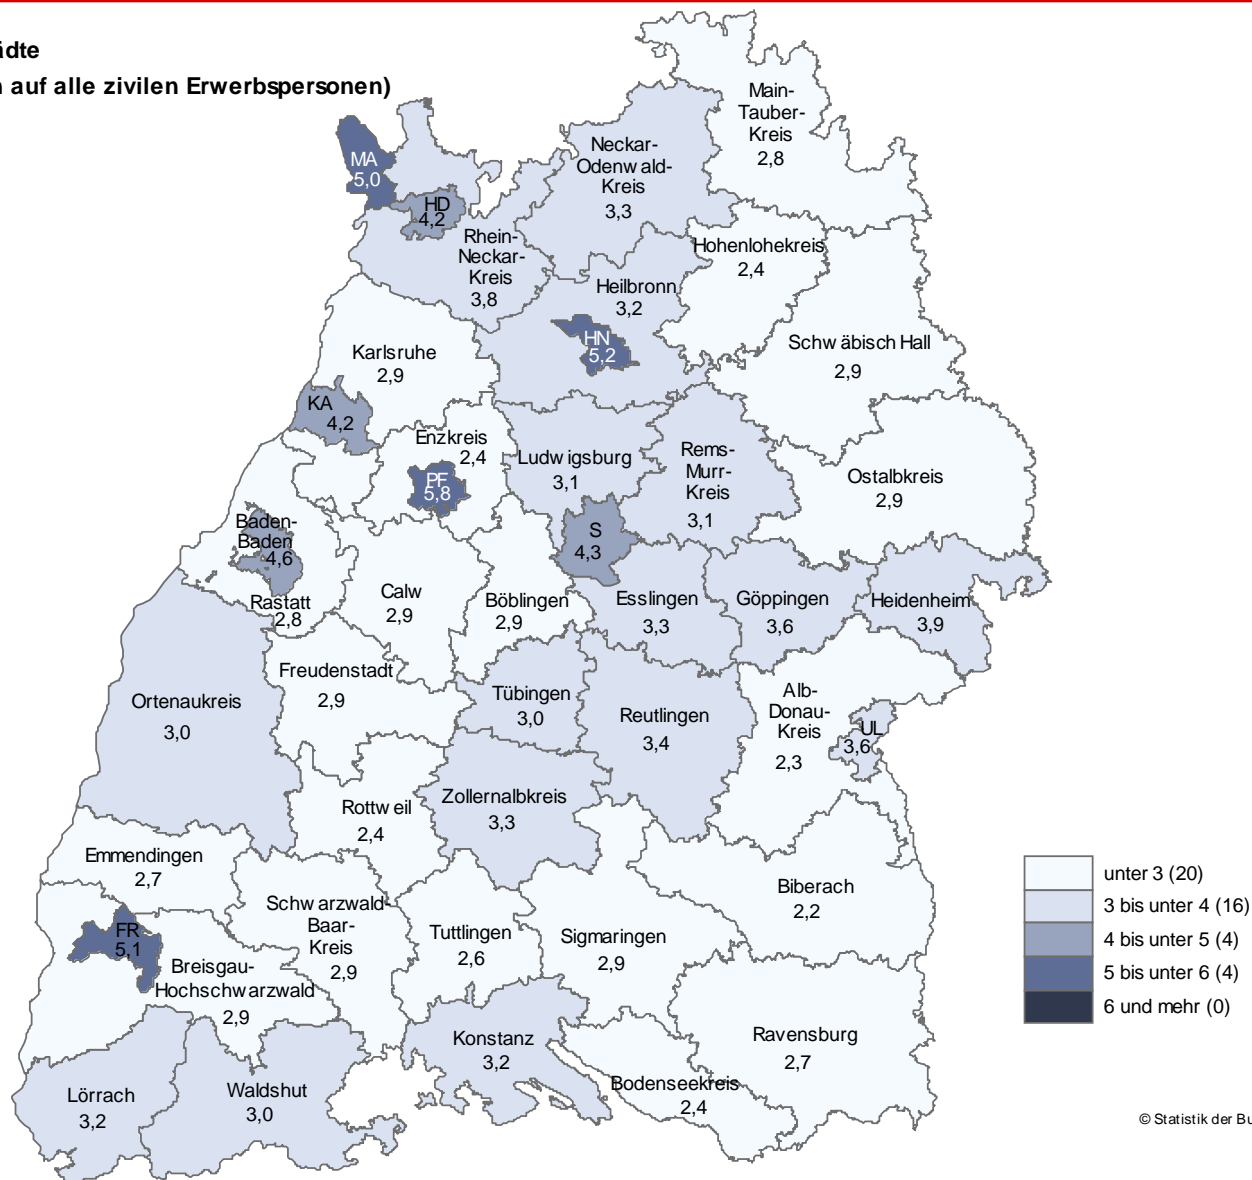 ädte
auf alle zivilen Erwerbspersonen)
Main-
Tauber-
Kreis
2,8
Neckar-
Odenwald-
Kreis
3,3
MA
5,0
HD
4,2
Rhein-
Neckar-
Kreis
3,8
Hohenlohekreis
2,4
Heilbronn
3,2
HN
5,2
Schwäbisch Hall
2,9
Karlsruhe
2,9
KA
4,2
Enzkreis
2,4
PF
5,8
Ludwigsburg
3,1
Rems-
Murr-
Kreis
3,1
Ostalbkreis
2,9
Baden-
Baden
4,6
S
4,3
Rastatt
2,8
Calw
2,9
Böblingen
2,9
Esslingen
3,3
Göppingen
3,6
Heidenheim
3,9
Freudenstadt
2,9
Ortenaukreis
3,0
Tübingen
3,0
Reutlingen
3,4
Alb-
Donau-
Kreis
2,3
UL
3,6
Rottweil
2,4
Zollernalbkreis
3,3
Emmendingen
2,7
Schwarzwald-
Baar-
Kreis
2,9
Tuttlingen
2,6
Sigmaringen
2,9
Biberach
2,2
FR
5,1
Breisgau-
Hochschwarzwald
2,9
Konstanz
3,2
Ravensburg
2,7
Bodenseekreis
2,4
Lörrach
3,2
Waldshut
3,0
unter 3 (20)
3 bis unter 4 (16)
4 bis unter 5 (4)
5 bis unter 6 (4)
6 und mehr (0)
© Statistik der Bu